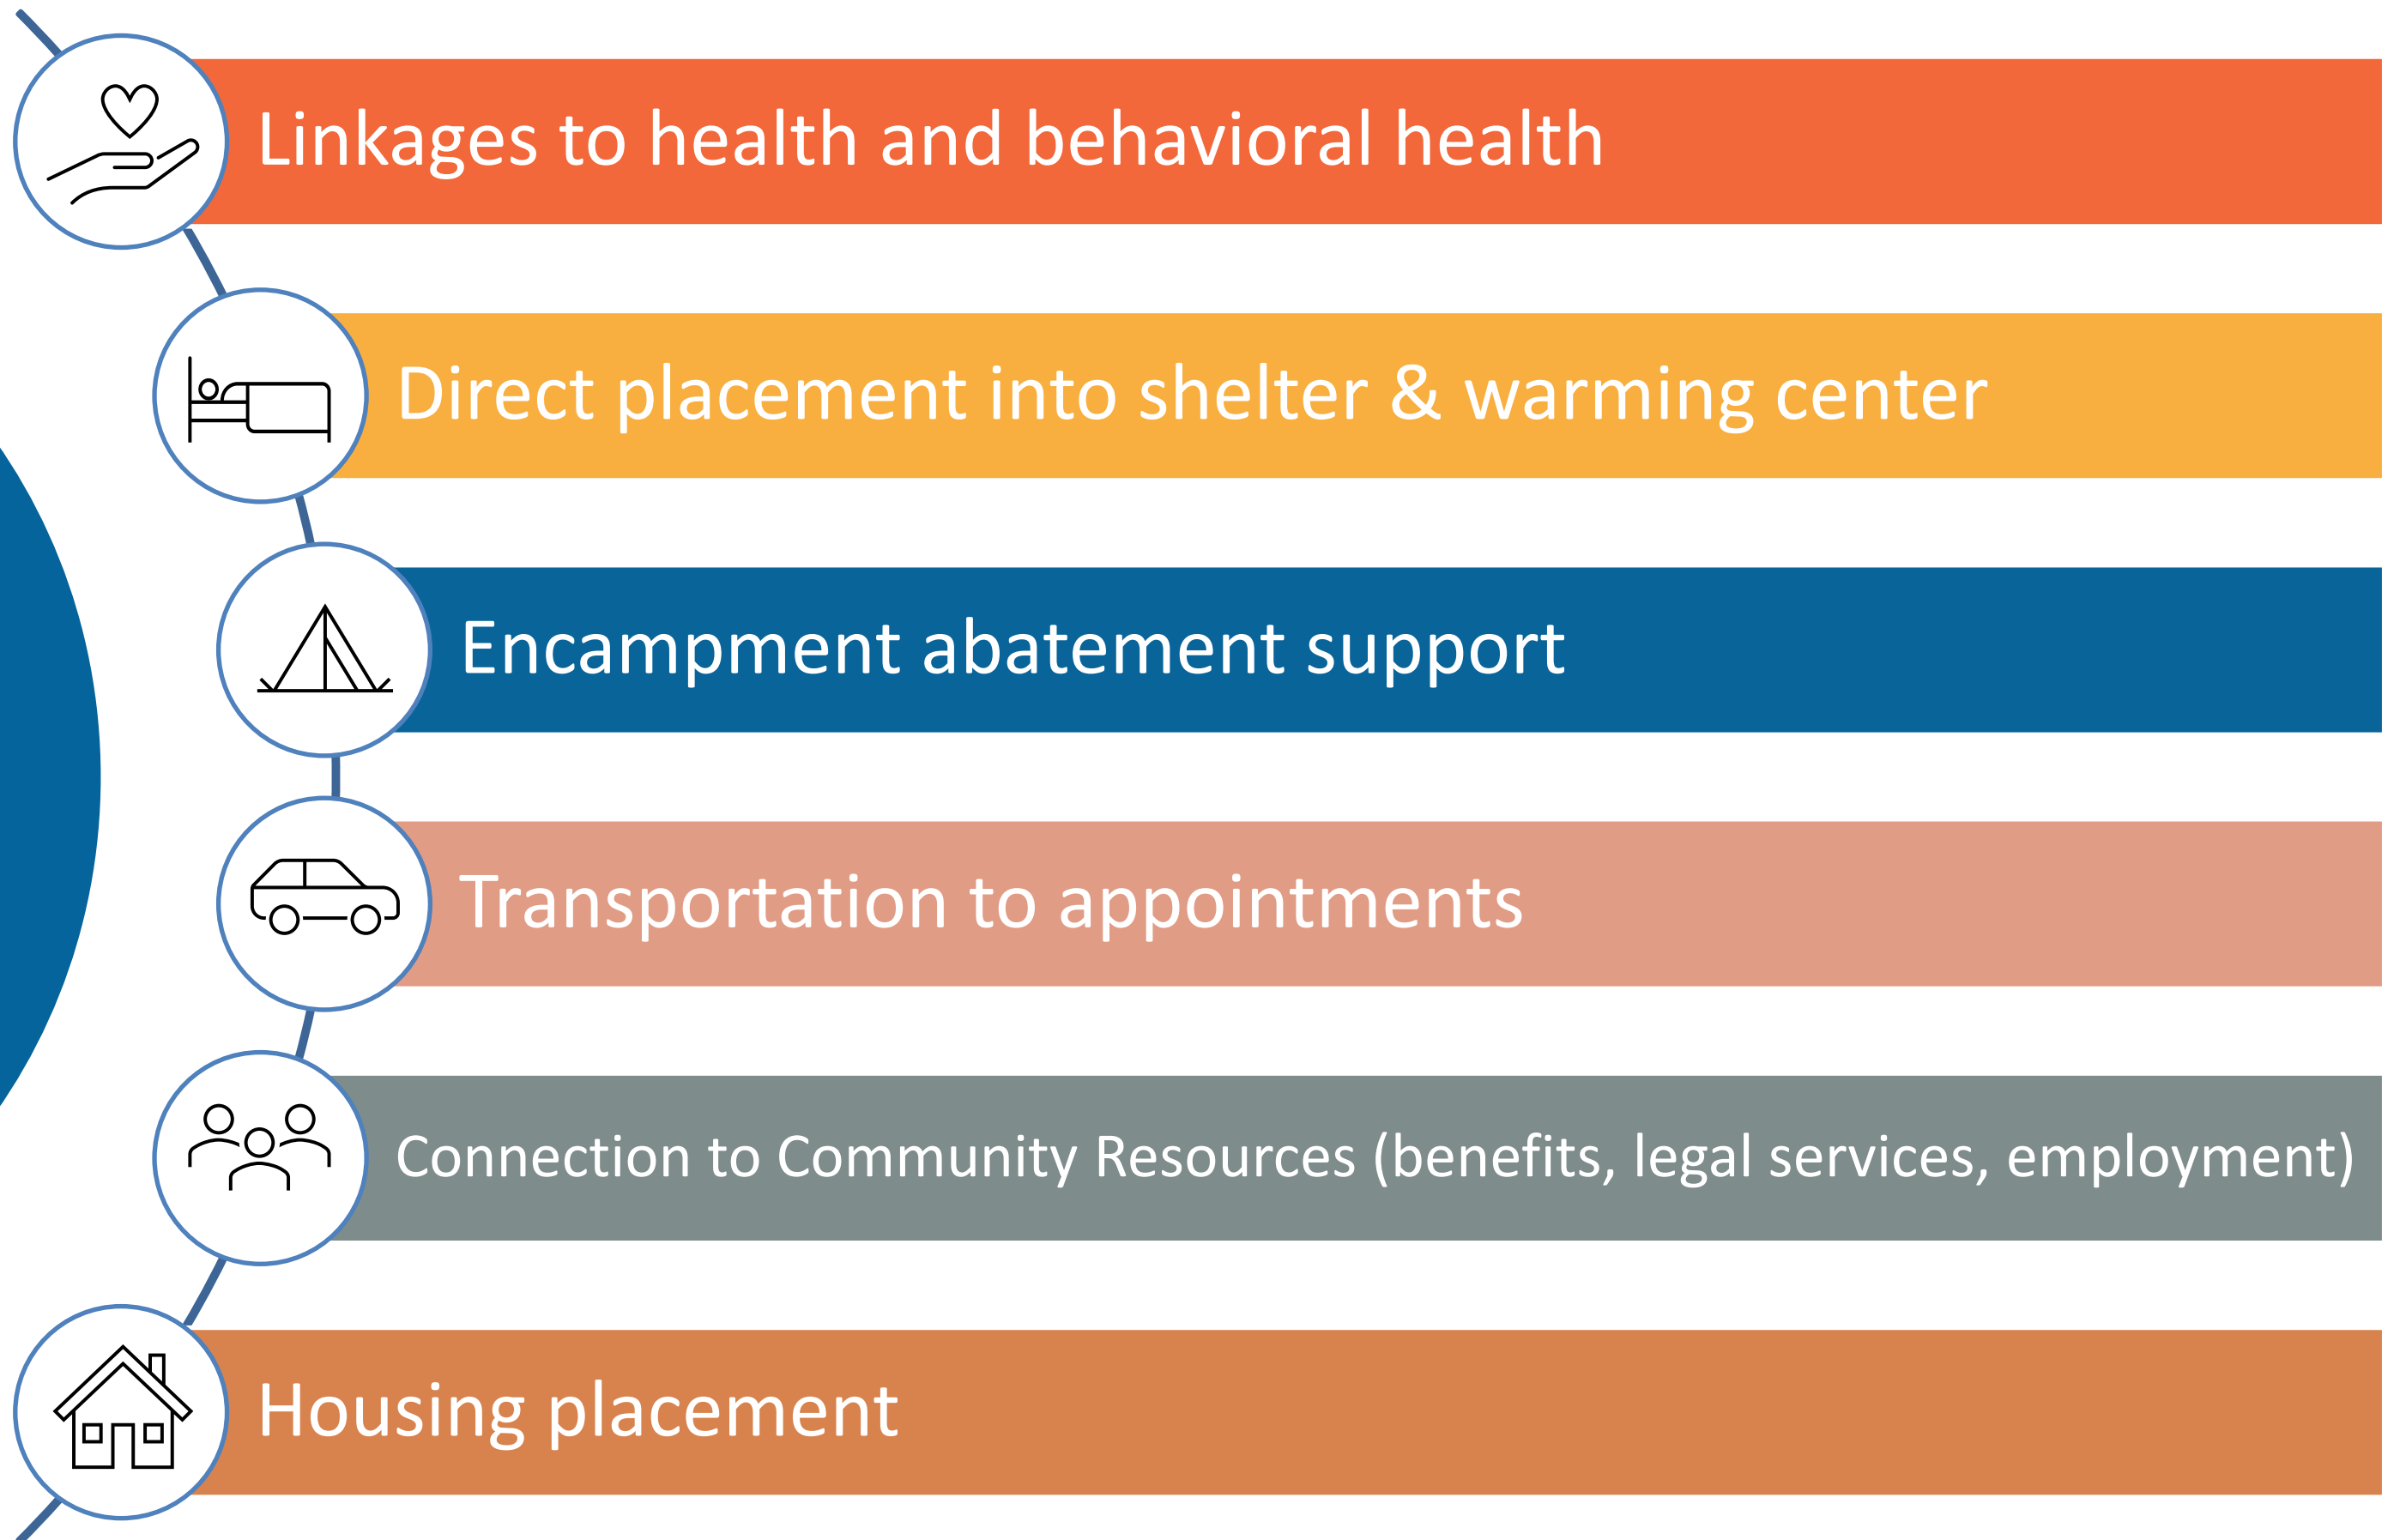 Linkages to health and behavioral health
Direct placement into shelter & warming center
Encampment abatement support
Transportation to appointments
Connection to Community Resources (benefits, legal services, employment)
Housing placement